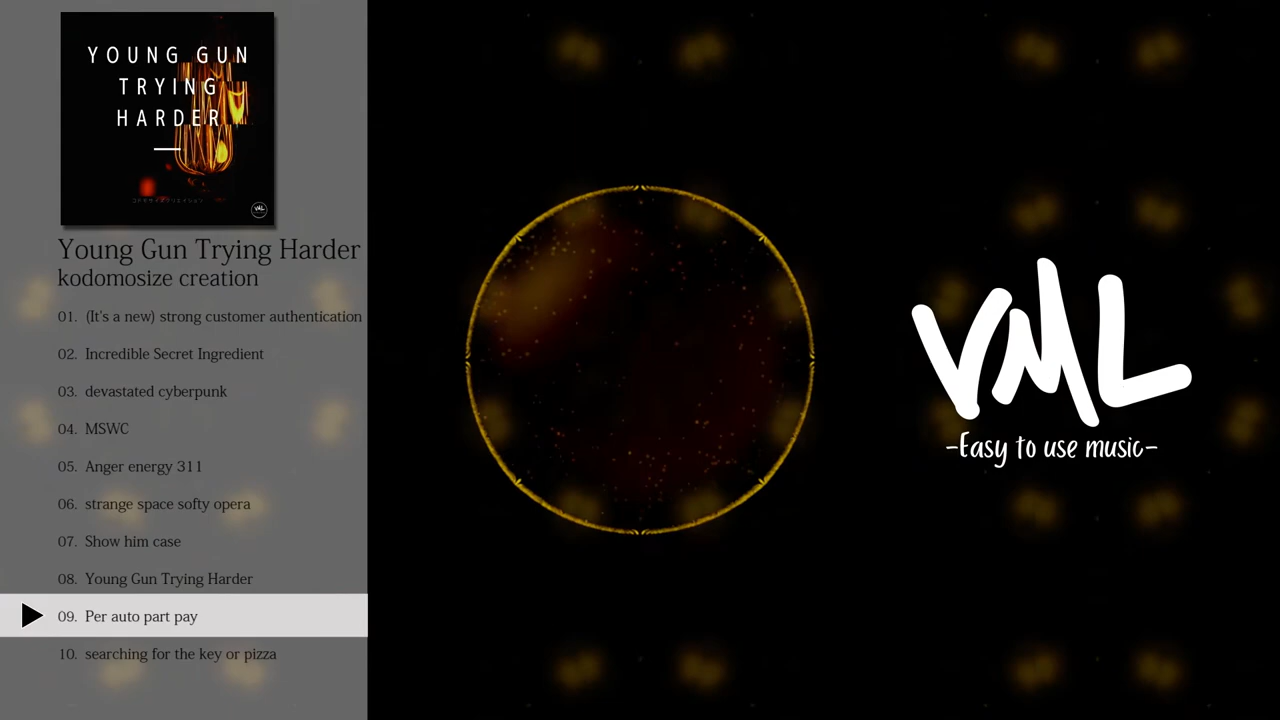 YOUNG GUN
TRYING
HARDER
VML
Young Gun Trying Harder
kodomosize creation
01. (It's a new) strong customer authentication
02. Incredible Secret Ingredient
03. devastated cyberpunk
04. MSWC
05. Anger energy 311
06. strange space softy opera
07. Show him case
08. Young Gun Trying Harder
09. Per auto part pay
10. searching for the key or pizza
VML
-Easy to use music-